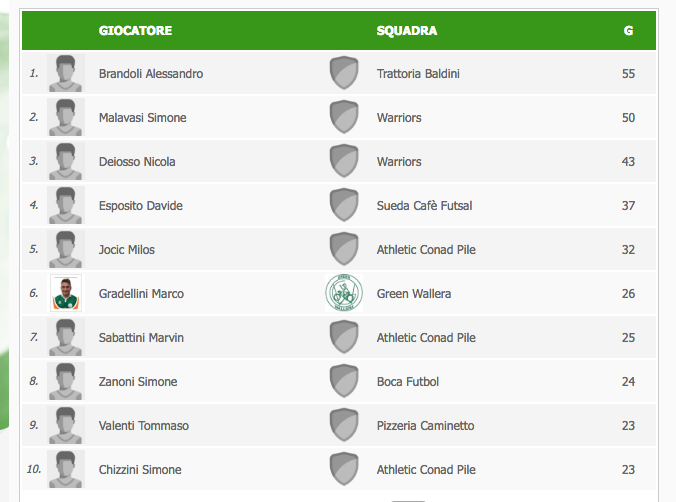 GIOCATORE SQUADRA G
1. Brandoli Alessandro Trattoria Baldini 55
2. Malavasi Simone Warriors 50
3. Deiosso Nicola Warriors 43
4. Esposito Davide Sueda Cafè Futsal 37
5. Jocic Milos Athletic Conad Pile 32
6. Gradellini Marco Green Wallera 26
7. Sabattini Marvin Athletic Conad Pile 25
8. Zanoni Simone Boca Futbol 24
9. Valenti Tommaso Pizzeria Caminetto 23
10. Chizzini Simone Athletic Conad Pile 23